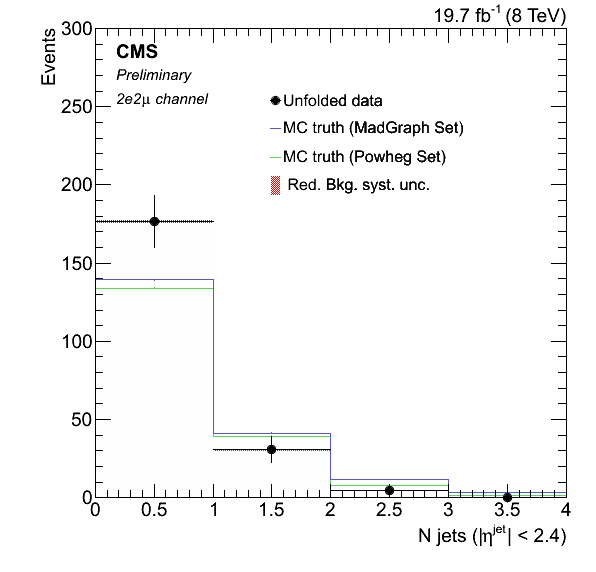 19.7 fb⁻¹ (8 TeV)
Events
CMS
Preliminary
2e2μ channel
Unfolded data
MC truth (MadGraph Set)
MC truth (Powheg Set)
Red. Bkg. syst. unc.
300
250
200
150
100
50
0
0 0.5 1 1.5 2 2.5 3 3.5 4
N jets (|η^jet| < 2.4)